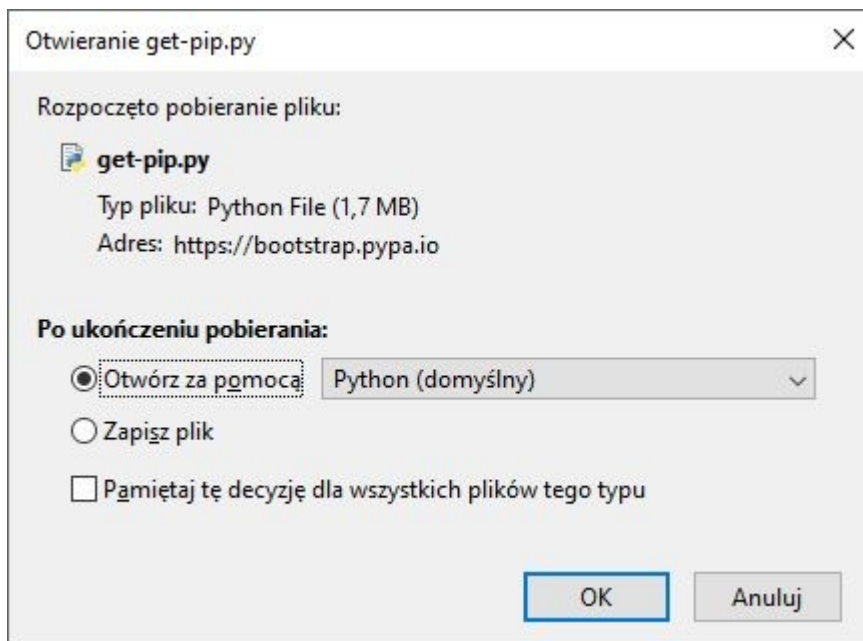 Otwieranie get-pip.py
Rozpoczęto pobieranie pliku:
get-pip.py
Typ pliku: Python File (1,7 MB)
Adres: https://bootstrap.pypa.io
Po ukończeniu pobierania:
Otwórz za pomocą Python (domyślny)
Zapisz plik
Pamiętaj tę decyzję dla wszystkich plików tego typu
OK Anuluj